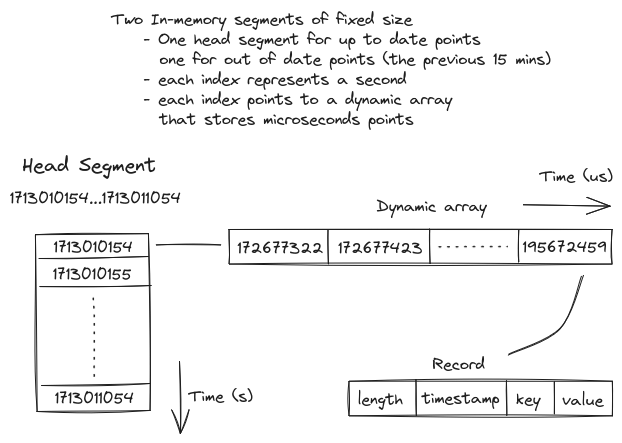 Two In-memory segments of fixed size
- One head segment for up to date points
one for out of date points (the previous 15 mins)
- each index represents a second
- each index points to a dynamic array
that stores microseconds points
Head Segment
1713010154...1713011054
Time (us)
Dynamic array
1713010154
172677322 172677423 195672459
1713010155
1713011054
Time (s)
Record
length timestamp key value